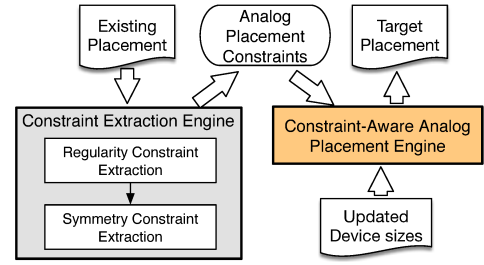 Existing
Placement
Analog
Placement
Constraints
Target
Placement
Constraint Extraction Engine
Regularity Constraint
Extraction
Symmetry Constraint
Extraction
Constraint-Aware Analog
Placement Engine
Updated
Device sizes